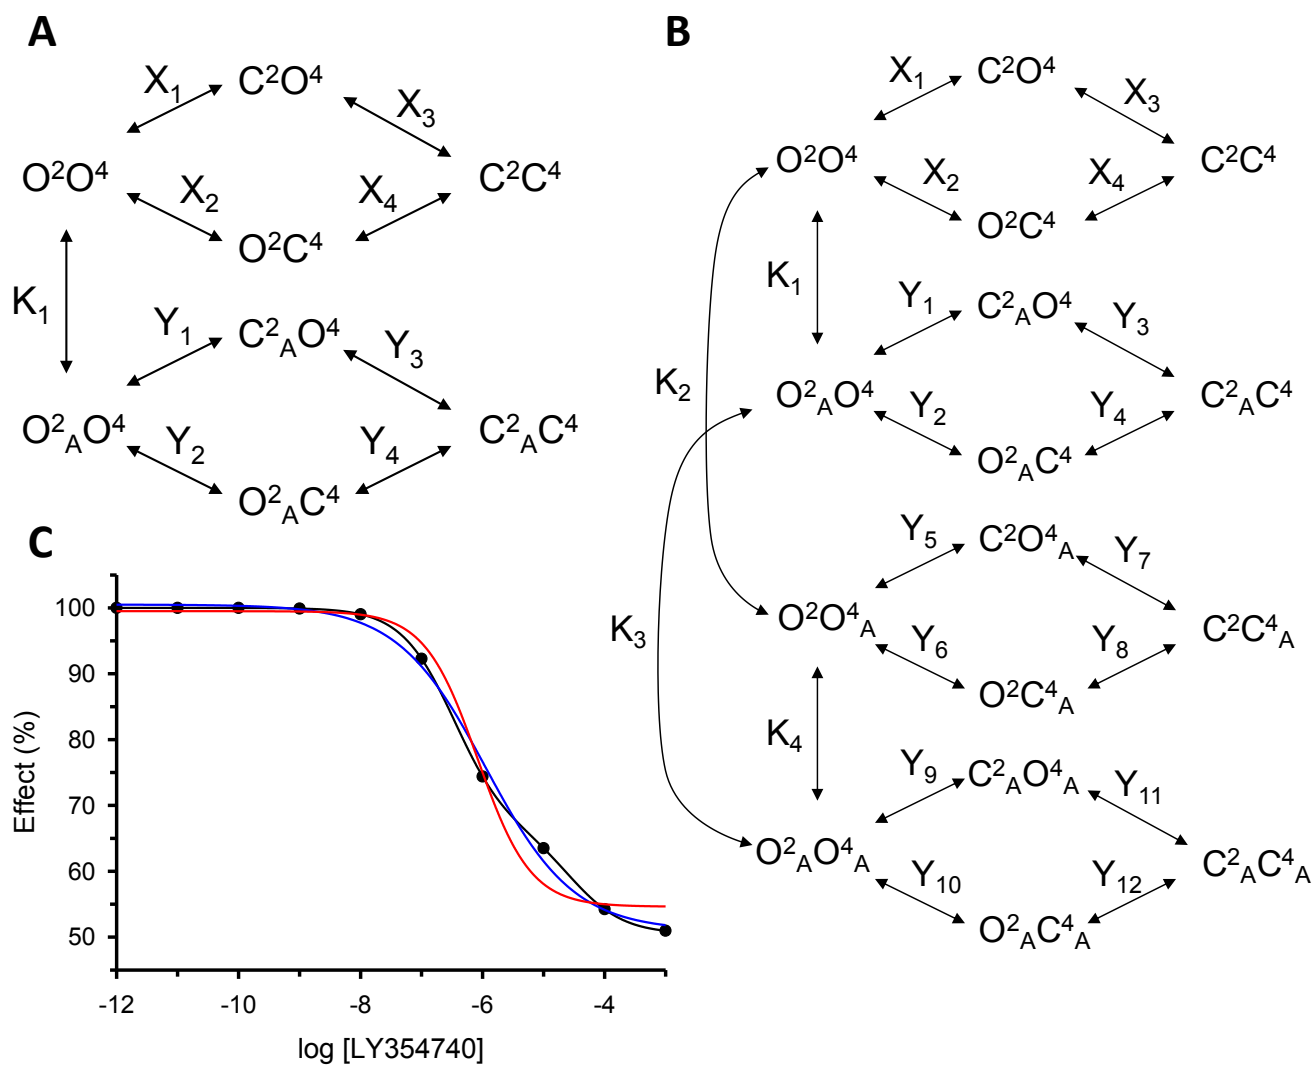 A
X₁
C²O⁴
X₃
O²O⁴
X₂
X₄
C²C⁴
O²C⁴
K₁
Y₁
C²ₐO⁴
Y₃
O²ₐO⁴
Y₂
Y₄
C²ₐC⁴
O²ₐC⁴
B
X₁
C²O⁴
X₃
O²O⁴
X₂
X₄
C²C⁴
O²C⁴
K₁
Y₁
C²ₐO⁴
Y₃
K₂
O²ₐO⁴
Y₂
Y₄
C²ₐC⁴
O²ₐC⁴
Y₅
C²O⁴ₐ
Y₇
K₃
O²O⁴ₐ
Y₆
Y₈
C²C⁴ₐ
O²C⁴ₐ
K₄
Y₉
C²ₐO⁴ₐ
Y₁₁
O²ₐO⁴ₐ
Y₁₀
Y₁₂
C²ₐC⁴ₐ
O²ₐC⁴ₐ
C
Effect (%)
100
90
80
70
60
50
-12 -10 -8 -6 -4
log [LY354740]